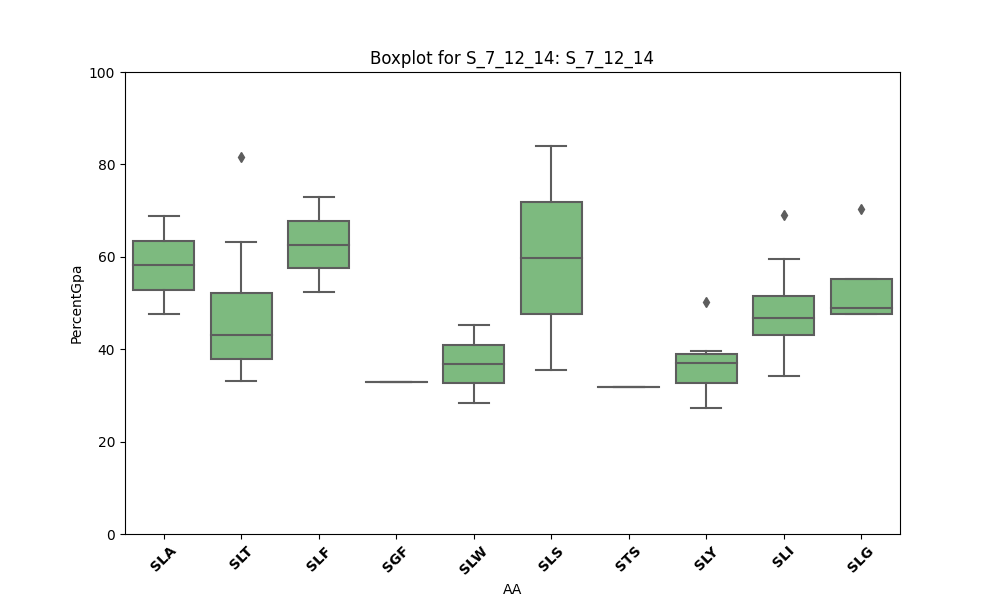 Boxplot for S_7_12_14: S_7_12_14
PercentGpa
100
80
60
40
20
0
SLA SLT SLF SGF SLW SLS STS SLY SLI SLG
AA